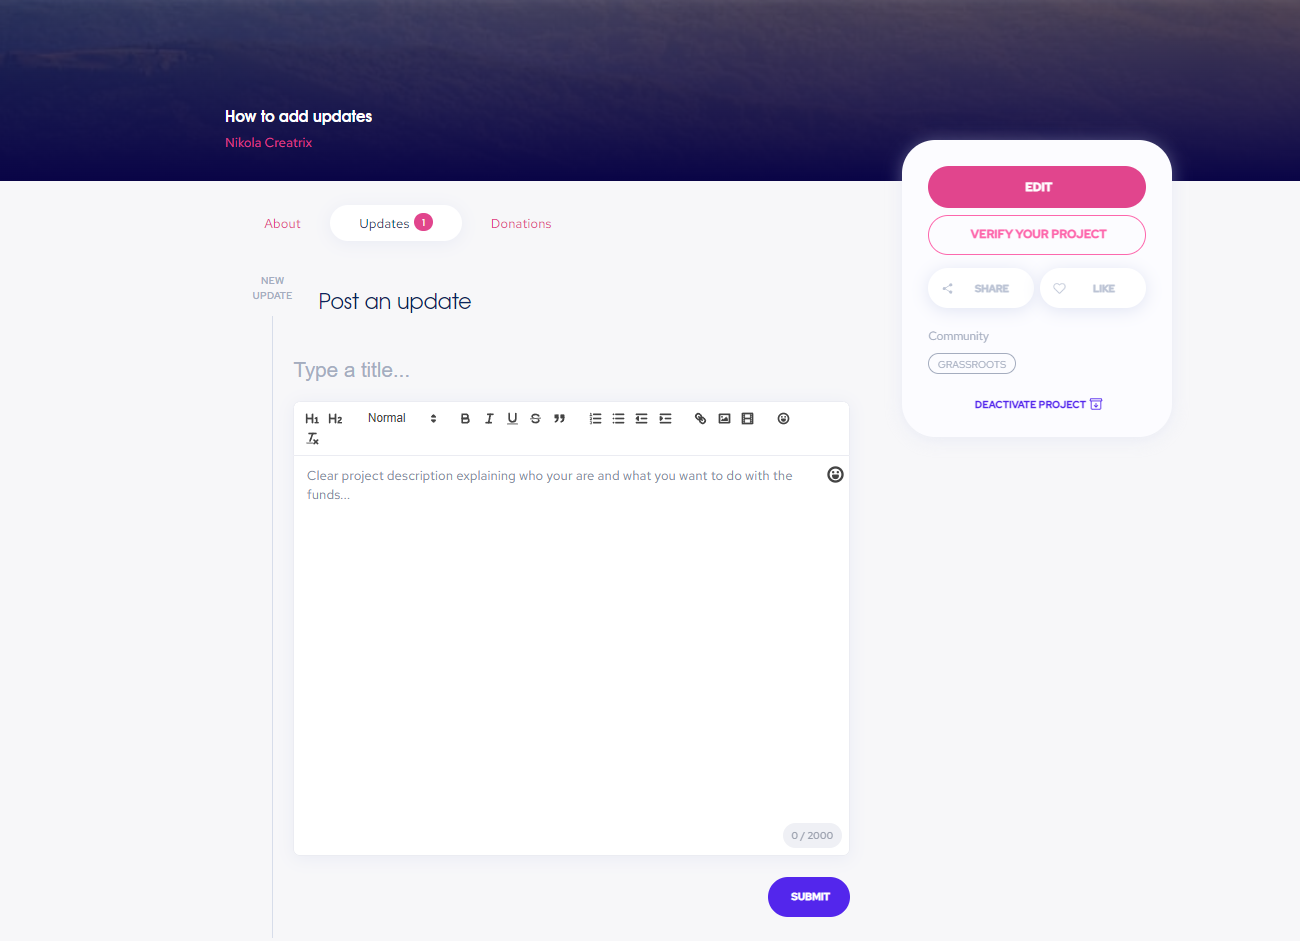 How to add updates
Nikola Creatrix
EDIT
VERIFY YOUR PROJECT
SHARE LIKE
Community
GRASSROOTS
DEACTIVATE PROJECT
About Updates 1 Donations
NEW
UPDATE
Post an update
Type a title...
H1 H2 Normal B I U S
Clear project description explaining who your are and what you want to do with the
funds...
0 / 2000
SUBMIT